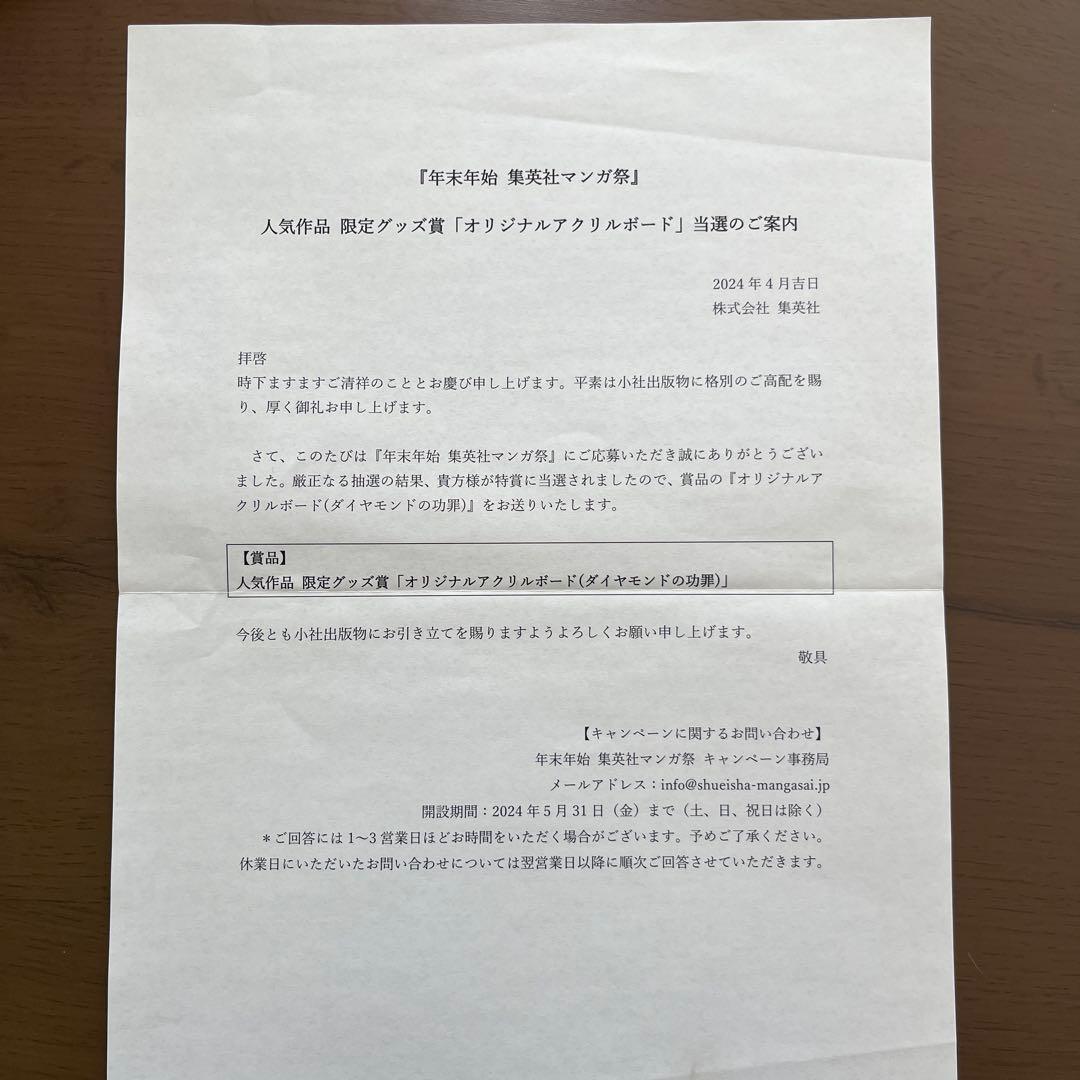 『年末年始 集英社マンガ祭』
人気作品 限定グッズ賞「オリジナルアクリルボード」当選のご案内
2024年4月吉日
株式会社 集英社
拝啓
時下ますますご清祥のこととお慶び申し上げます。平素は小社出版物に格別のご高配を賜
り、厚く御礼お申し上げます。
さて、このたびは『年末年始 集英社マンガ祭』にご応募いただき誠にありがとうござい
ました。厳正なる抽選の結果、貴方様が特賞に当選されましたので、賞品の『オリジナルア
クリルボード(ダイヤモンドの功罪)』をお送りいたします。
【賞品】
人気作品 限定グッズ賞「オリジナルアクリルボード(ダイヤモンドの功罪)」
今後とも小社出版物にお引き立てを賜りますようよろしくお願い申し上げます。
敬具
【キャンペーンに関するお問い合わせ】
年末年始 集英社マンガ祭 キャンペーン事務局
メールアドレス：info@shueisha-mangasai.jp
開設期間：2024年5月31日（金）まで（土、日、祝日は除く）
＊ご回答には1～3営業日ほどお時間をいただく場合がございます。予めご了承ください。
休業日にいただいたお問い合わせについては翌営業日以降に順次ご回答させていただきます。